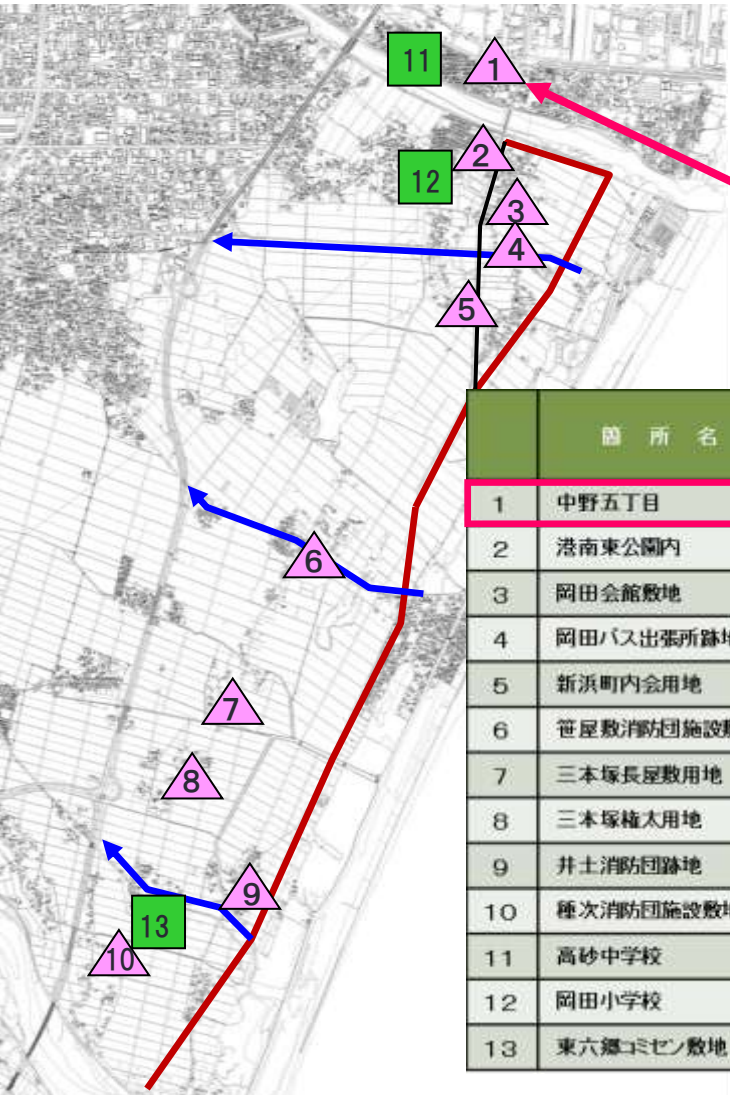 11
1
2
12
3
4
5
6
7
8
9
13
10
箇所名
1 中野五丁目
2 港南東公園内
3 岡田会館敷地
4 岡田バス出張所跡地
5 新浜町内会用地
6 笹屋敷消防団施設
7 三本塚長屋敷用地
8 三本塚権太用地
9 井土消防団跡地
10 種次消防団施設敷地
11 高砂中学校
12 岡田小学校
13 東六郷コミセン敷地